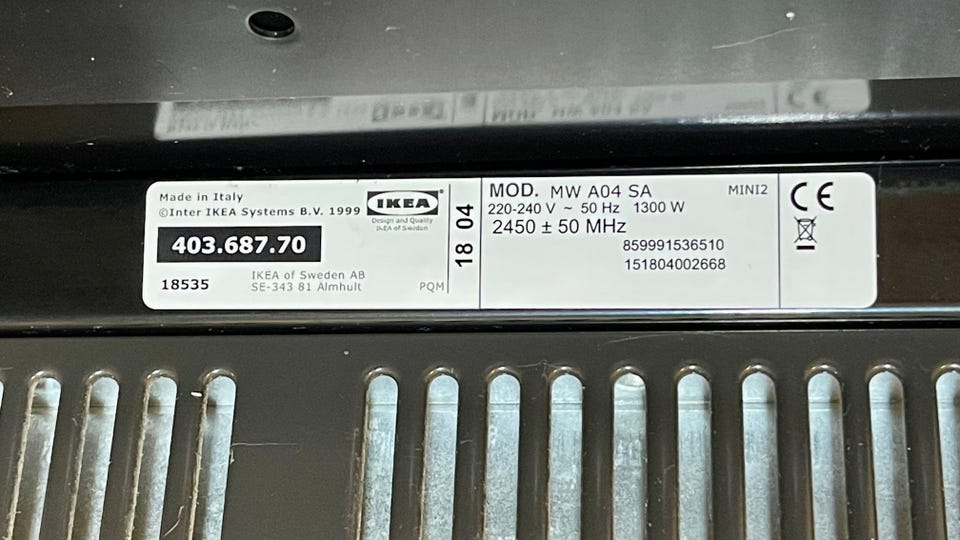 Made in Italy
©Inter IKEA Systems B.V. 1999
IKEA
Design and Quality
IKEA of Sweden
403.687.70
18535
IKEA of Sweden AB
SE-343 81 Älmhult
PQM
18 04
MOD. MW A04 SA
MINI2
220-240 V ~ 50 Hz 1300 W
2450 ± 50 MHz
859991536510
151804002668
CE